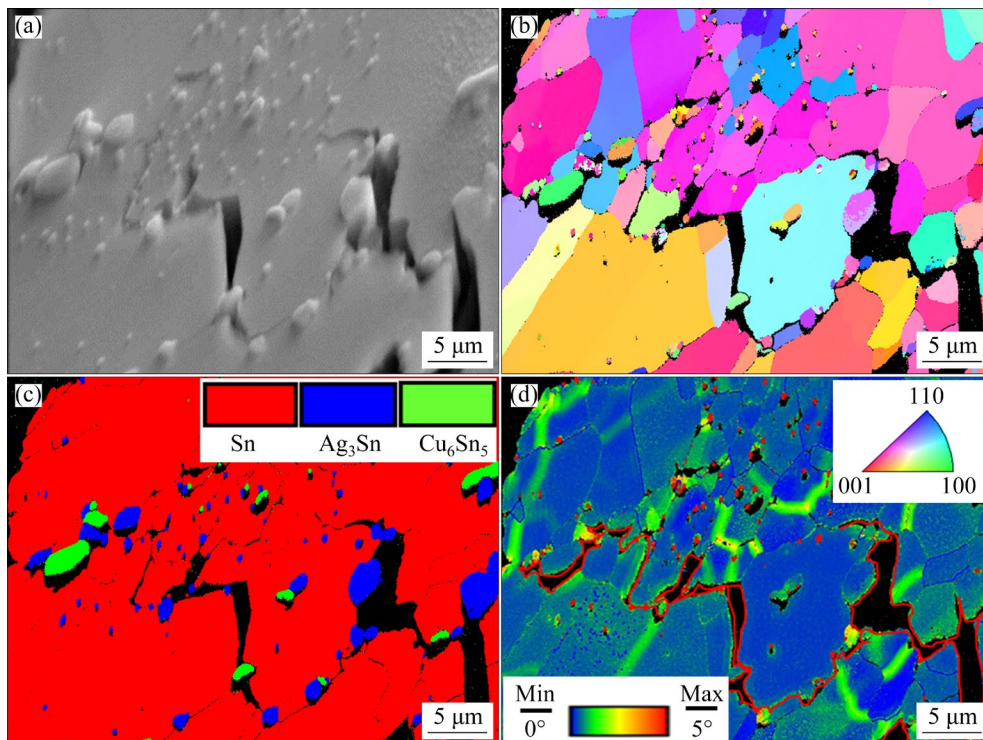 (a)
5 μm
(b)
5 μm
(c)
Sn Ag₃Sn Cu₆Sn₅
5 μm
(d)
110
001 100
Min Max
0° 5°
5 μm